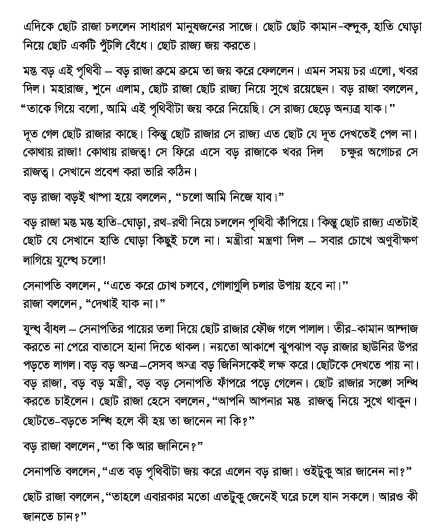 এদিকে ছোট রাজা চললেন সাধারণ মানুষজনের সাজে। ছোট ছোট কামান-বন্দুক, হাতি ঘোড়া
নিয়ে ছোট একটি পুঁটলি বেঁধে। ছোট রাজ্য জয় করতে।
মস্ত বড় এই পৃথিবী – বড় রাজা ক্রমে ক্রমে তা জয় করে ফেললেন। এমন সময় চর এলো, খবর
দিল। মহারাজ, শুনে এলাম, ছোট রাজা ছোট রাজ্য নিয়ে সুখে রয়েছেন। বড় রাজা বললেন,
“তাকে গিয়ে বলো, আমি এই পৃথিবীটা জয় করে নিয়েছি। সে রাজ্য ছেড়ে অন্যত্র যাক।”
দূত গেল ছোট রাজার কাছে। কিন্তু ছোট রাজার সে রাজ্য এত ছোট যে দূত দেখতেই পেল না।
কোথায় রাজা! কোথায় রাজত্ব! সে ফিরে এসে বড় রাজাকে খবর দিল চক্ষুর অগোচর সে
রাজত্ব। সেখানে প্রবেশ করা ভারি কঠিন।
বড় রাজা বড়ই খাপ্পা হয়ে বললেন, “চলো আমি নিজে যাব।”
বড় রাজা মস্ত মস্ত হাতি-ঘোড়া, রথ-রথী নিয়ে চললেন পৃথিবী কাঁপিয়ে। কিন্তু ছোট রাজ্য এতটাই
ছোট যে সেখানে হাতি ঘোড়া কিছুই চলে না। মন্ত্রীরা মন্ত্রণা দিল – সবার চোখে অণুবীক্ষণ
লাগিয়ে যুদ্ধে চলো!
সেনাপতি বললেন, “এতে করে চোখ চলবে, গোলাগুলি চলার উপায় হবে না।”
রাজা বললেন, “দেখাই যাক না।”
যুদ্ধ বাঁধল – সেনাপতির পায়ের তলা দিয়ে ছোট রাজার ফৌজ গলে পালাল। তীর-কামান আন্দাজ
করতে না পেরে বাতাসে হানা দিতে থাকল। নয়তো আকাশে ঝুপঝাপ বড় রাজার ছাউনির উপর
পড়তে লাগল। বড় বড় অস্ত্র–সেসব অস্ত্র বড় জিনিসকেই লক্ষ করে। ছোটকে দেখতে পায় না।
বড় রাজা, বড় বড় মন্ত্রী, বড় বড় সেনাপতি ফাঁপরে পড়ে গেলেন। ছোট রাজার সঙ্গে সন্ধি
করতে চাইলেন। ছোট রাজা হেসে বললেন, “আপনি আপনার মস্ত রাজত্ব নিয়ে সুখে থাকুন।
ছোটতে-বড়তে সন্ধি হলে কী হয় তা জানেন না কি?”
বড় রাজা বললেন, “তা কি আর জানিনে?”
সেনাপতি বললেন, “এত বড় পৃথিবীটা জয় করে এলেন বড় রাজা। ওইটুকু আর জানেন না?”
ছোট রাজা বললেন, “তাহলে এবারকার মতো এতটুকু জেনেই ঘরে চলে যান সকলে। আরও কী
জানতে চান?”